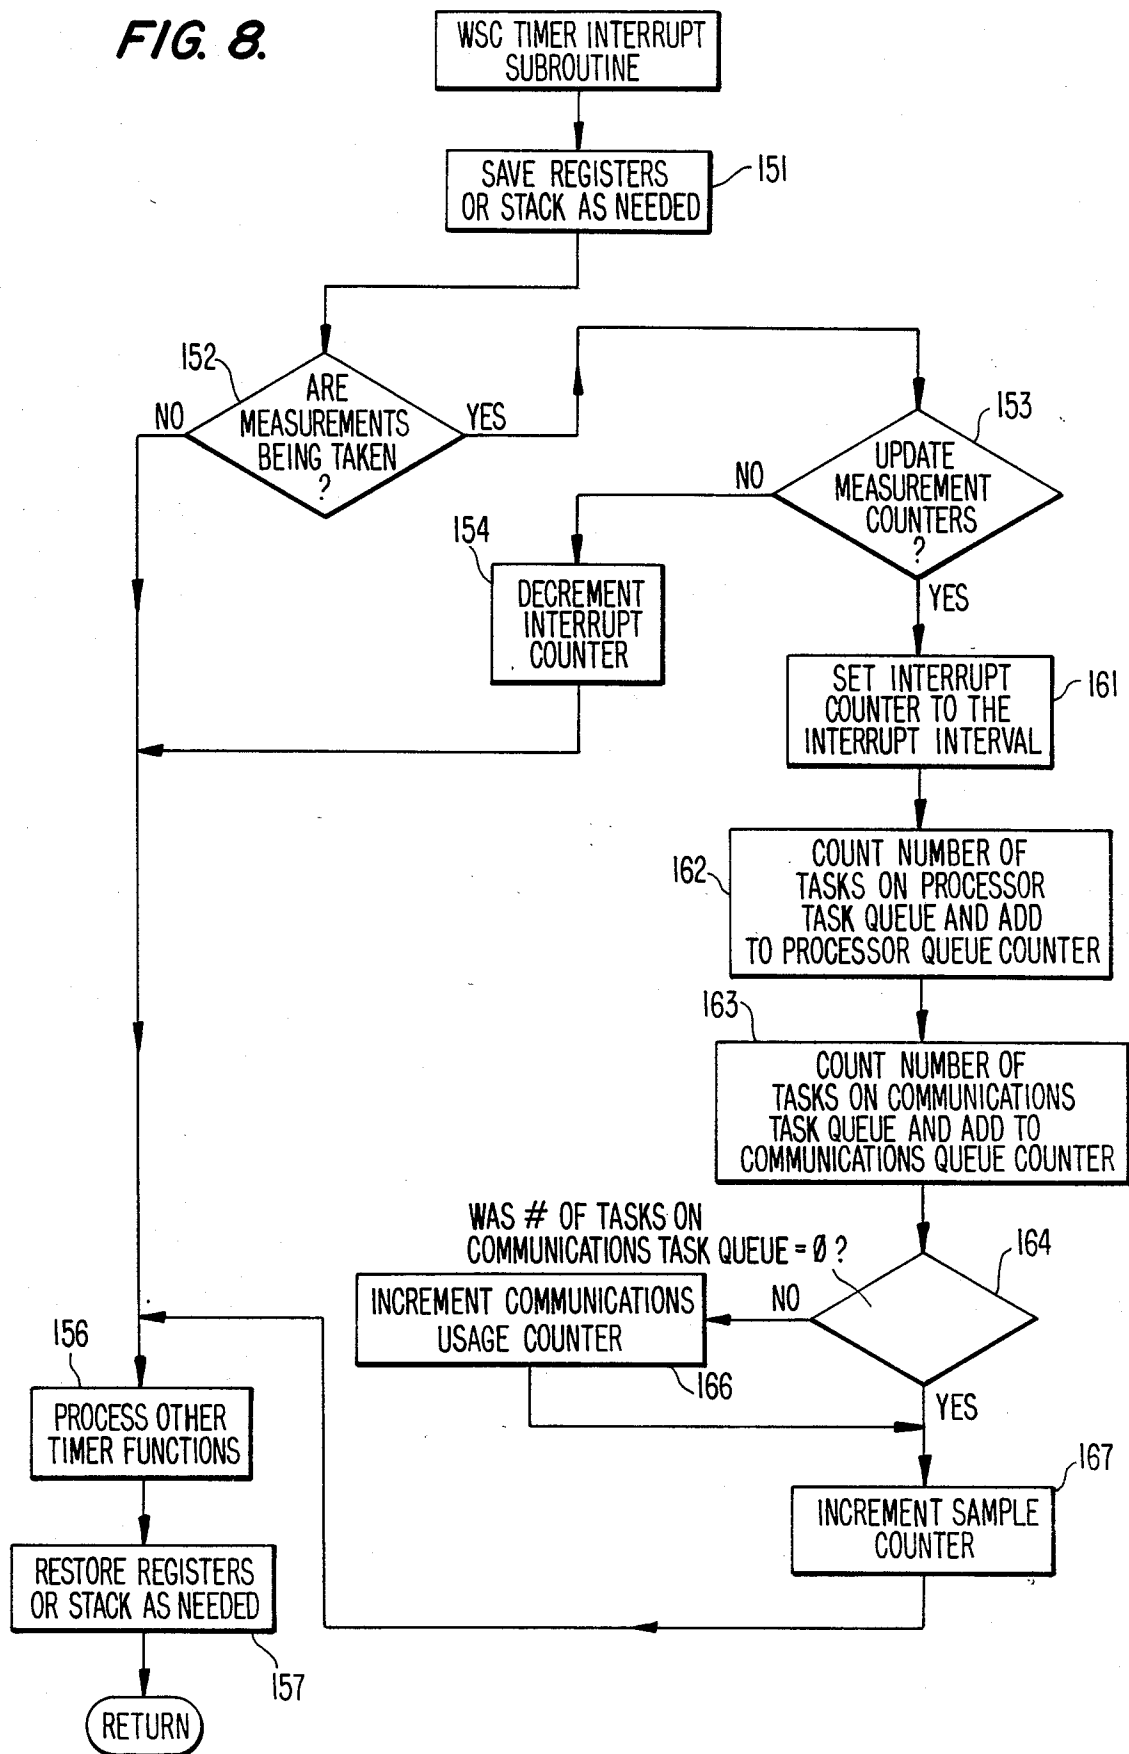 FIG. 8.
WSC TIMER INTERRUPT
SUBROUTINE
SAVE REGISTERS
OR STACK AS NEEDED
151
152
ARE
MEASUREMENTS
BEING TAKEN
?
NO
YES
153
UPDATE
MEASUREMENT
COUNTERS
?
NO
YES
154
DECREMENT
INTERRUPT
COUNTER
SET INTERRUPT
COUNTER TO THE
INTERRUPT INTERVAL
161
162
COUNT NUMBER OF
TASKS ON PROCESSOR
TASK QUEUE AND ADD
TO PROCESSOR QUEUE COUNTER
163
COUNT NUMBER OF
TASKS ON COMMUNICATIONS
TASK QUEUE AND ADD TO
COMMUNICATIONS QUEUE COUNTER
WAS # OF TASKS ON
COMMUNICATIONS TASK QUEUE = Ø ?
164
NO
YES
INCREMENT COMMUNICATIONS
USAGE COUNTER
166
167
INCREMENT SAMPLE
COUNTER
156
PROCESS OTHER
TIMER FUNCTIONS
RESTORE REGISTERS
OR STACK AS NEEDED
157
RETURN